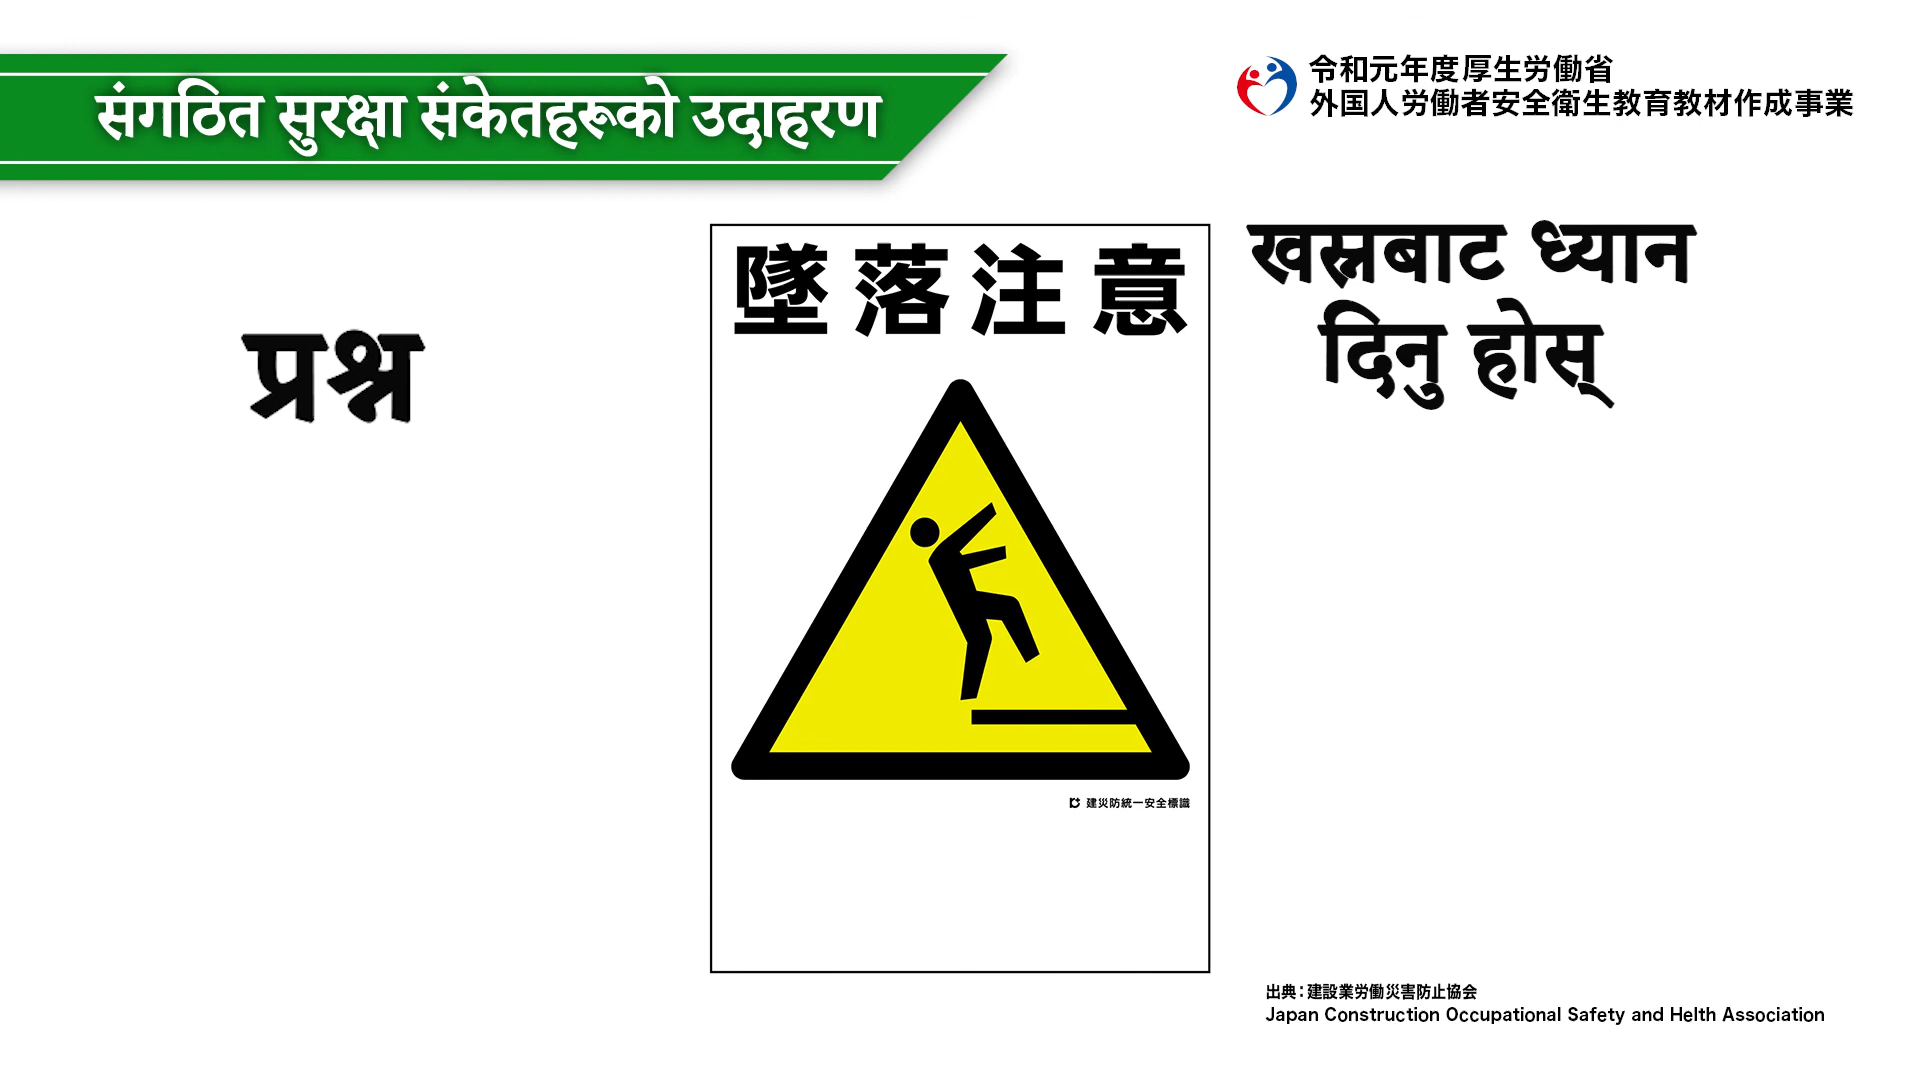 संगठित सुरक्षा संकेतहरूको उदाहरण
令和元年度厚生労働省
外国人労働者安全衛生教育教材作成事業
प्रश्न
墜落注意
建災防統一安全標識
खस्नबाट ध्यान
दिनु होस्
出典：建設業労働災害防止協会
Japan Construction Occupational Safety and Helth Association